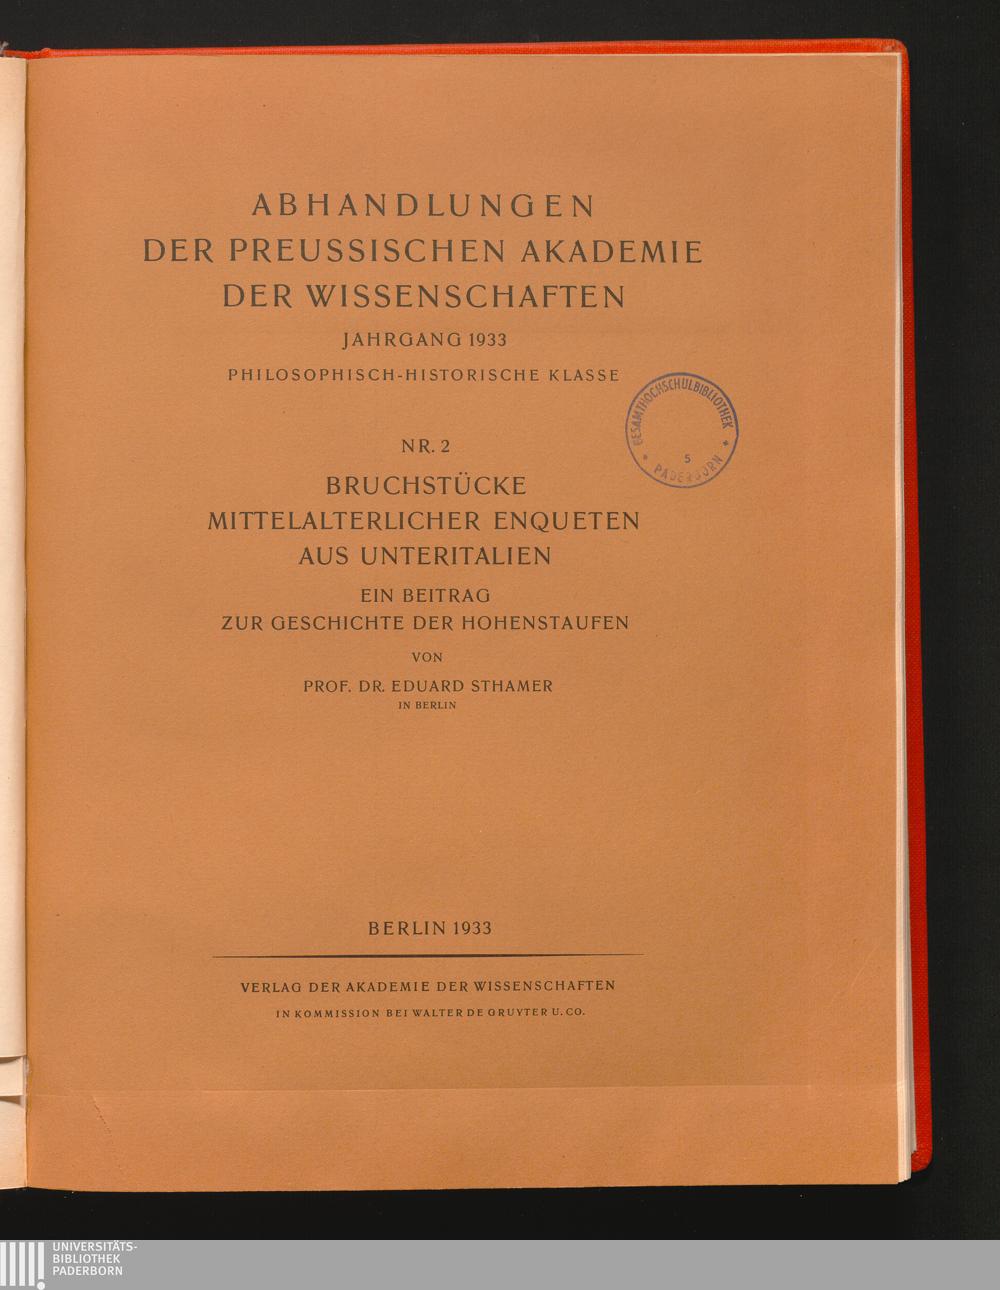 ABHANDLUNGEN
DER PREUSSISCHEN AKADEMIE
DER WISSENSCHAFTEN
JAHRGANG 1933
PHILOSOPHISCH-HISTORISCHE KLASSE
GESAMTHOCHSCHULBIBLIOTHEK
5
* PADERBORN *
NR. 2
BRUCHSTÜCKE
MITTELALTERLICHER ENQUETEN
AUS UNTERITALIEN
EIN BEITRAG
ZUR GESCHICHTE DER HOHENSTAUFEN
VON
PROF. DR. EDUARD STHAMER
IN BERLIN
BERLIN 1933
VERLAG DER AKADEMIE DER WISSENSCHAFTEN
IN KOMMISSION BEI WALTER DE GRUYTER U. CO.
UNIVERSITÄTS-
BIBLIOTHEK
PADERBORN